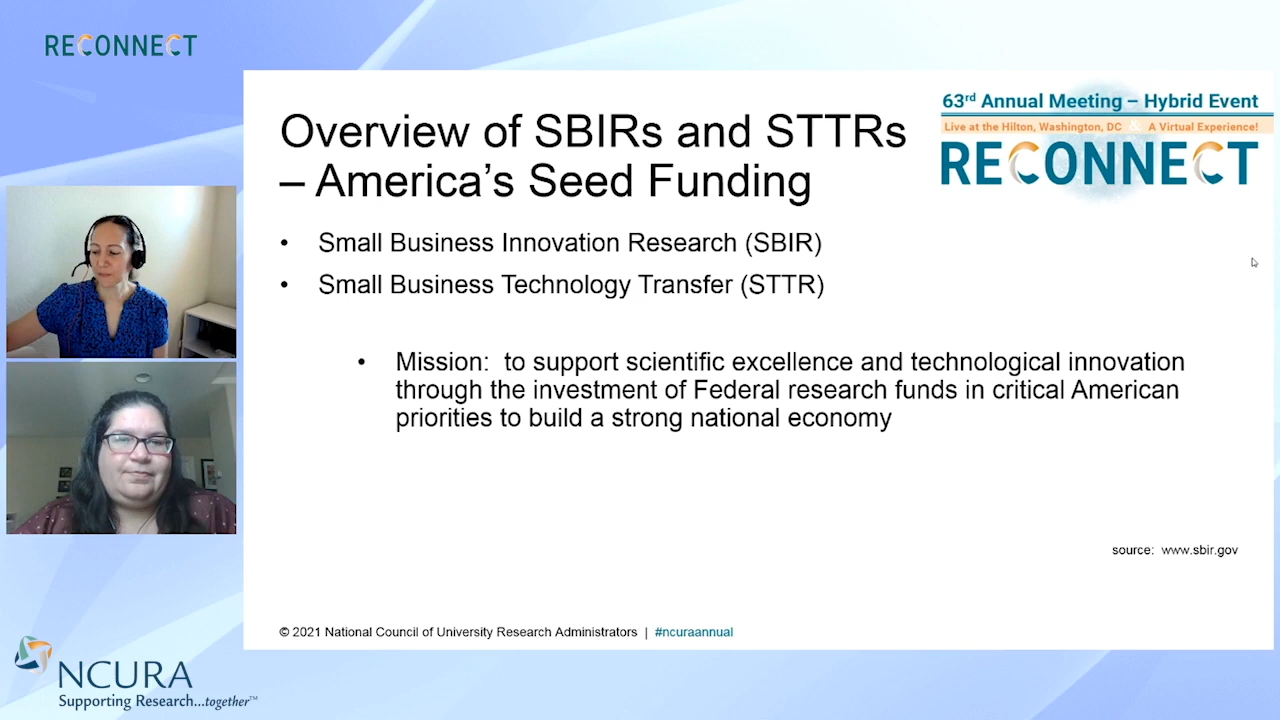 RECONNECT
63rd Annual Meeting – Hybrid Event
Live at the Hilton, Washington, DC & A Virtual Experience!
RECONNECT
Overview of SBIRs and STTRs
– America’s Seed Funding
• Small Business Innovation Research (SBIR)
• Small Business Technology Transfer (STTR)
• Mission: to support scientific excellence and technological innovation
through the investment of Federal research funds in critical American
priorities to build a strong national economy
source: www.sbir.gov
© 2021 National Council of University Research Administrators | #ncuraannual
NCURA
Supporting Research...together™